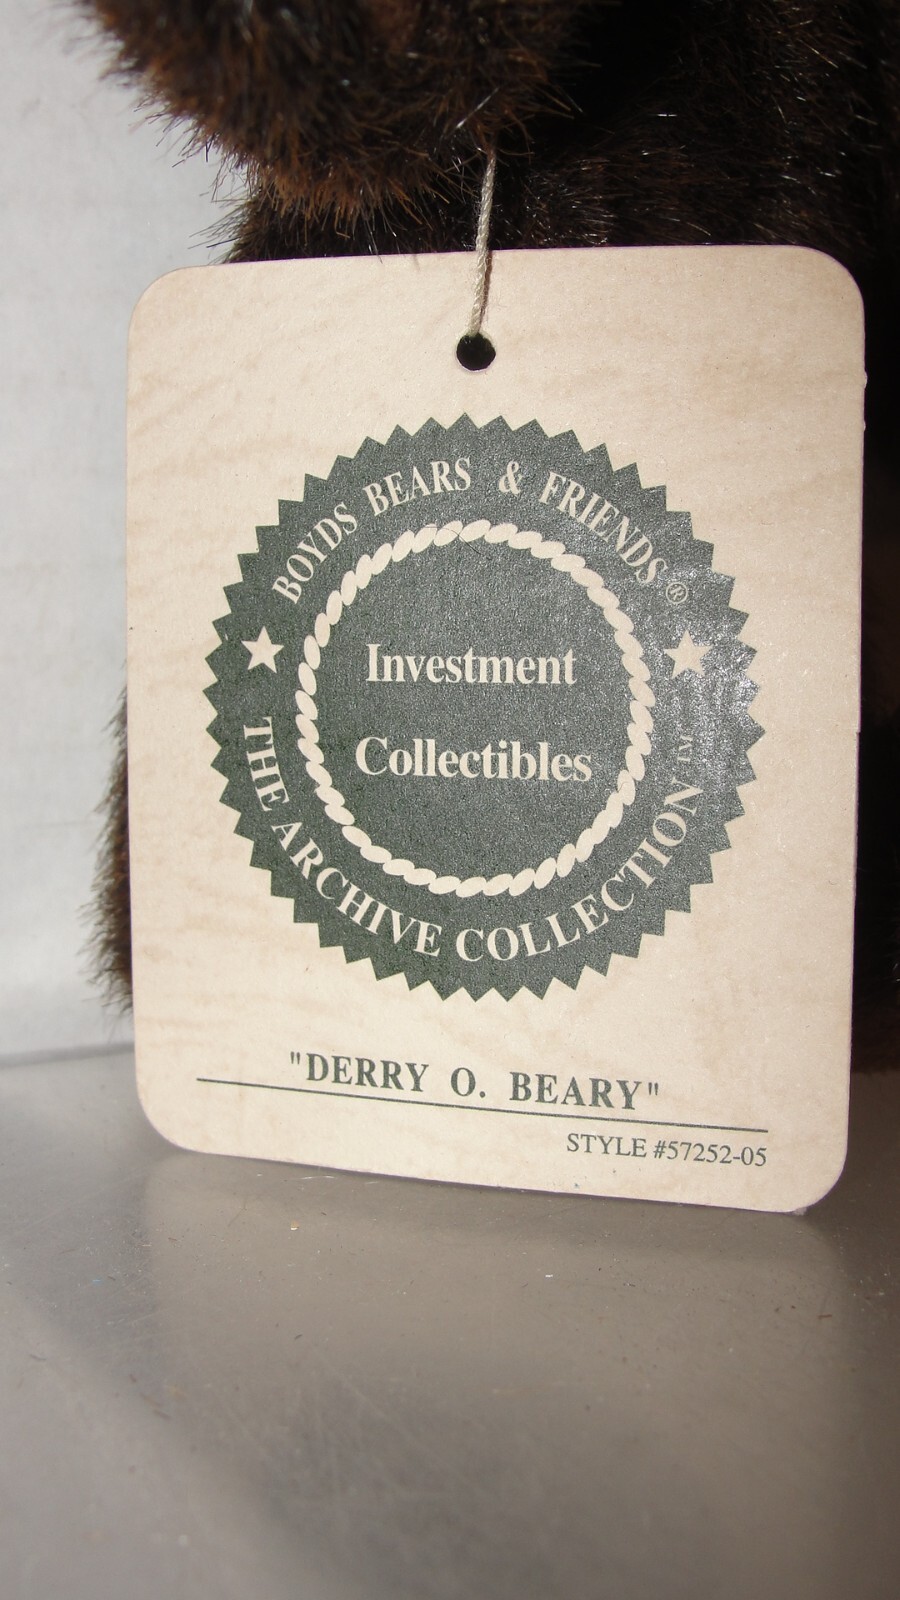 BOYDS BEARS & FRIENDS®
Investment
Collectibles
THE ARCHIVE COLLECTION™
"DERRY O. BEARY"
STYLE #57252-05